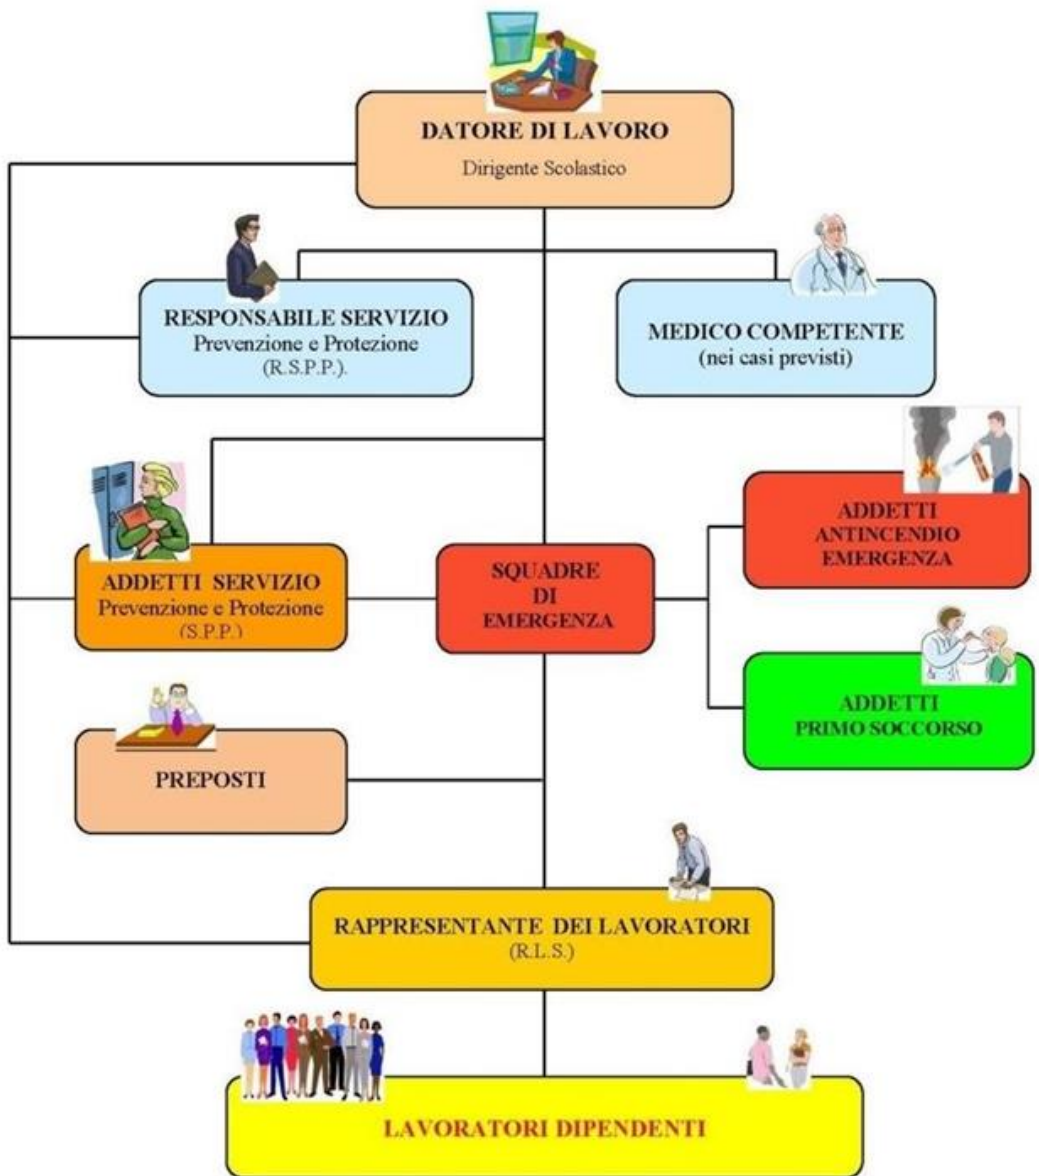 DATORE DI LAVORO
Dirigente Scolastico
RESPONSABILE SERVIZIO
Prevenzione e Protezione
(R.S.P.P.).
MEDICO COMPETENTE
(nei casi previsti)
ADDETTI
ANTINCENDIO
EMERGENZA
ADDETTI SERVIZIO
Prevenzione e Protezione
(S.P.P.)
SQUADRE
DI
EMERGENZA
ADDETTI
PRIMO SOCCORSO
PREPOSTI
RAPPRESENTANTE DEI LAVORATORI
(R.L.S.)
LAVORATORI DIPENDENTI